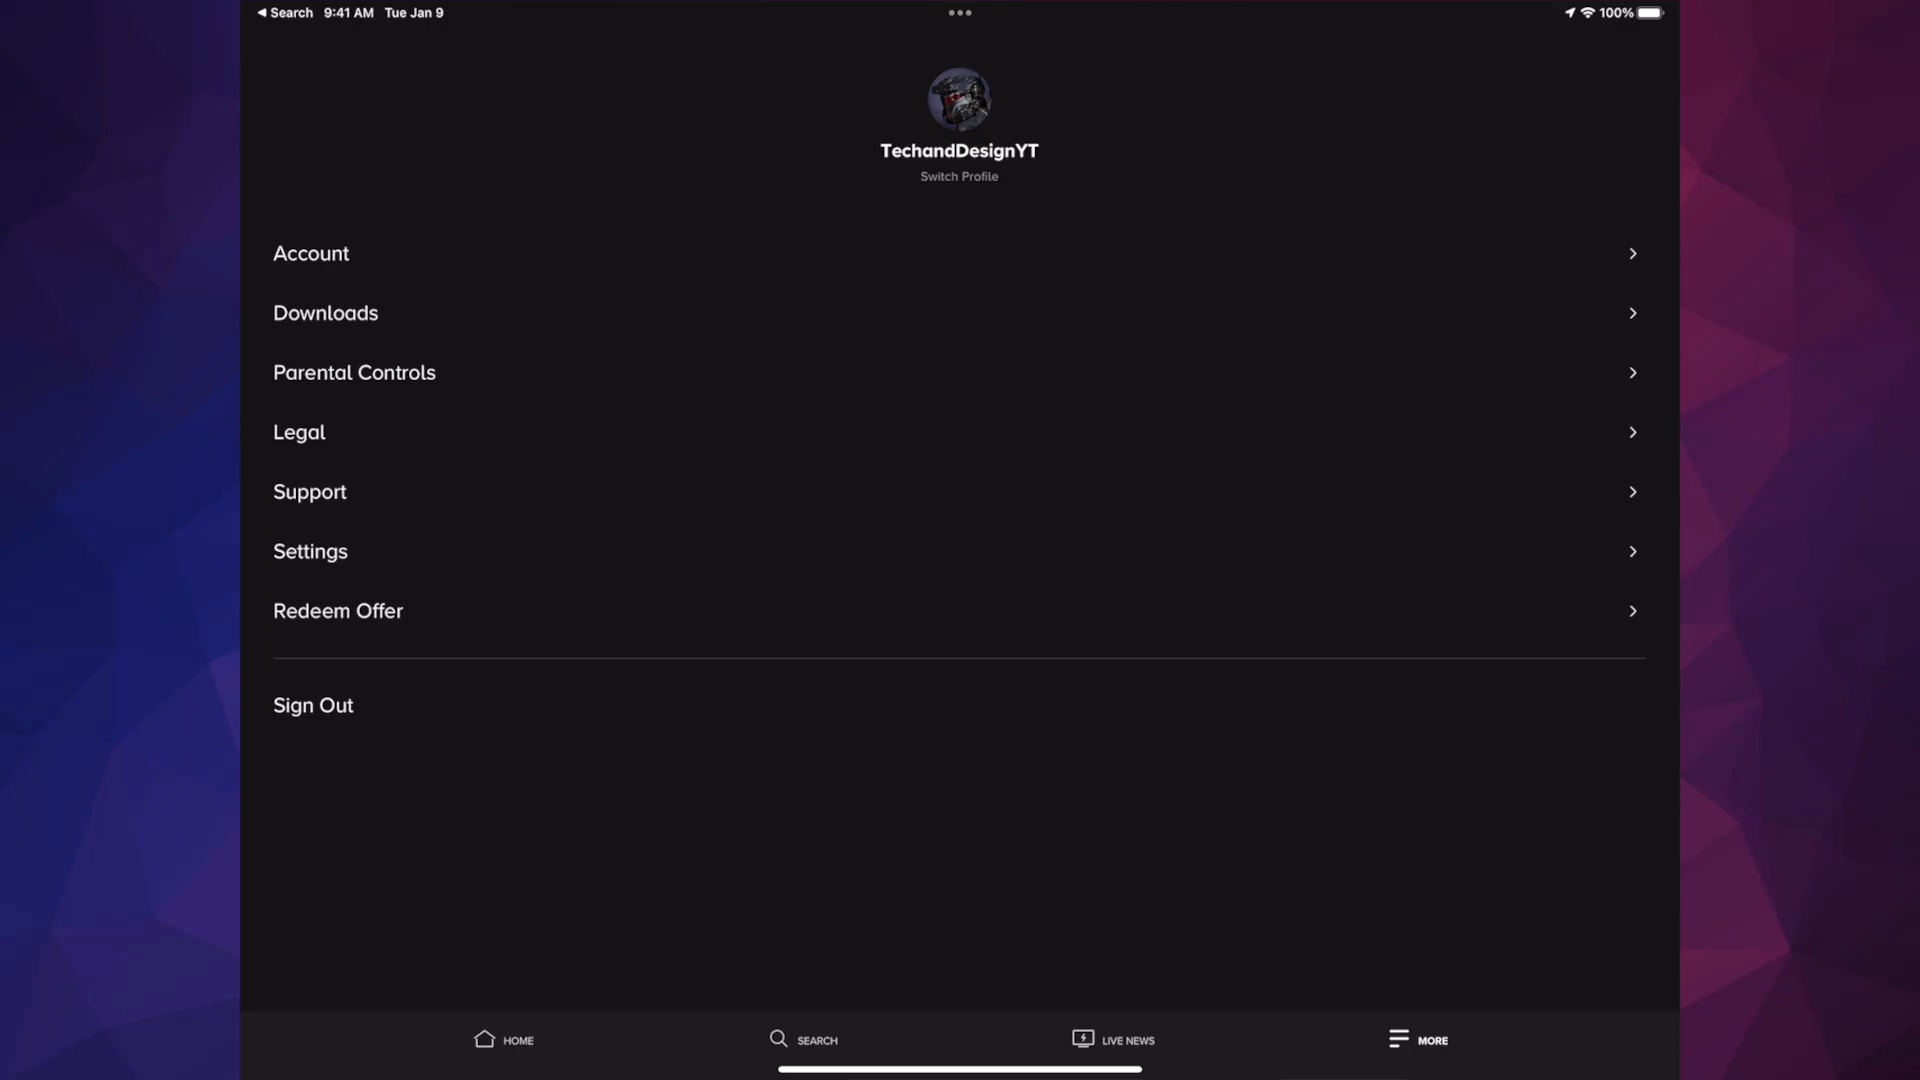 ◀ Search 9:41 AM Tue Jan 9
100%
TechandDesignYT
Switch Profile
Account
Downloads
Parental Controls
Legal
Support
Settings
Redeem Offer
Sign Out
HOME
SEARCH
LIVE NEWS
MORE